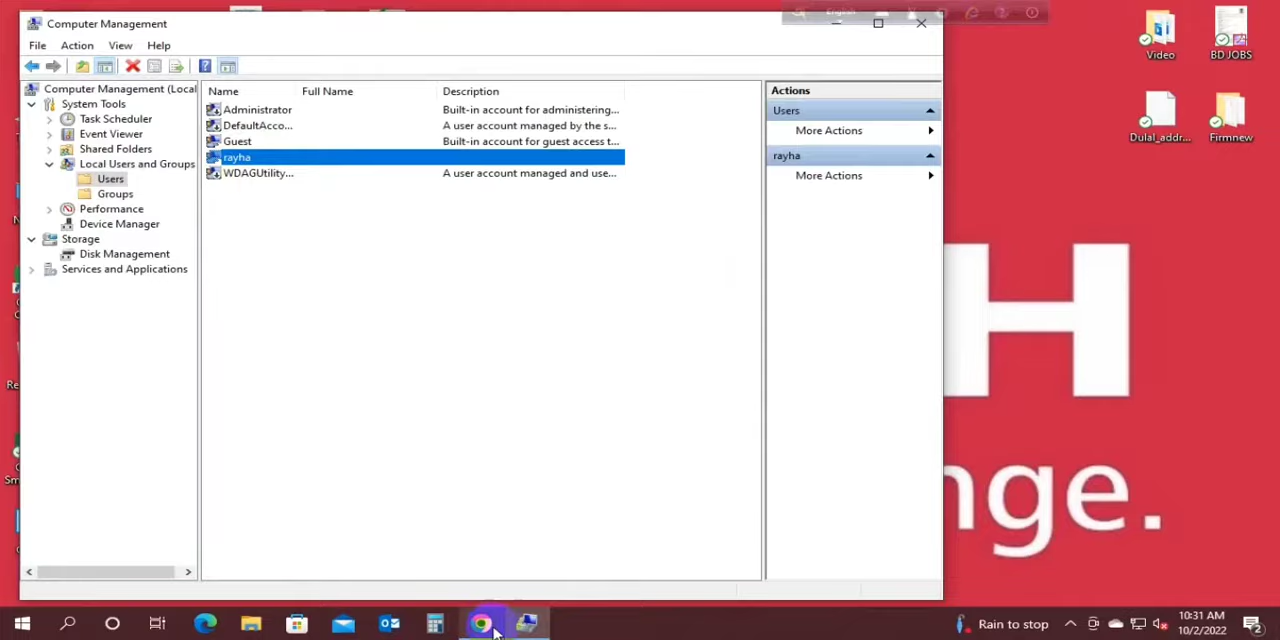 Computer Management
English
File Action View Help
Computer Management (Local
System Tools
Task Scheduler
Event Viewer
Shared Folders
Local Users and Groups
Users
Groups
Performance
Device Manager
Storage
Disk Management
Services and Applications
Name Full Name Description
Administrator Built-in account for administering...
DefaultAcco... A user account managed by the s...
Guest Built-in account for guest access t...
rayha
WDAGUtility... A user account managed and use...
Actions
Users
More Actions
rayha
More Actions
Video
BD JOBS
Dulal_addr...
Firmnew
H
nge.
Rain to stop
10:31 AM
10/2/2022
2